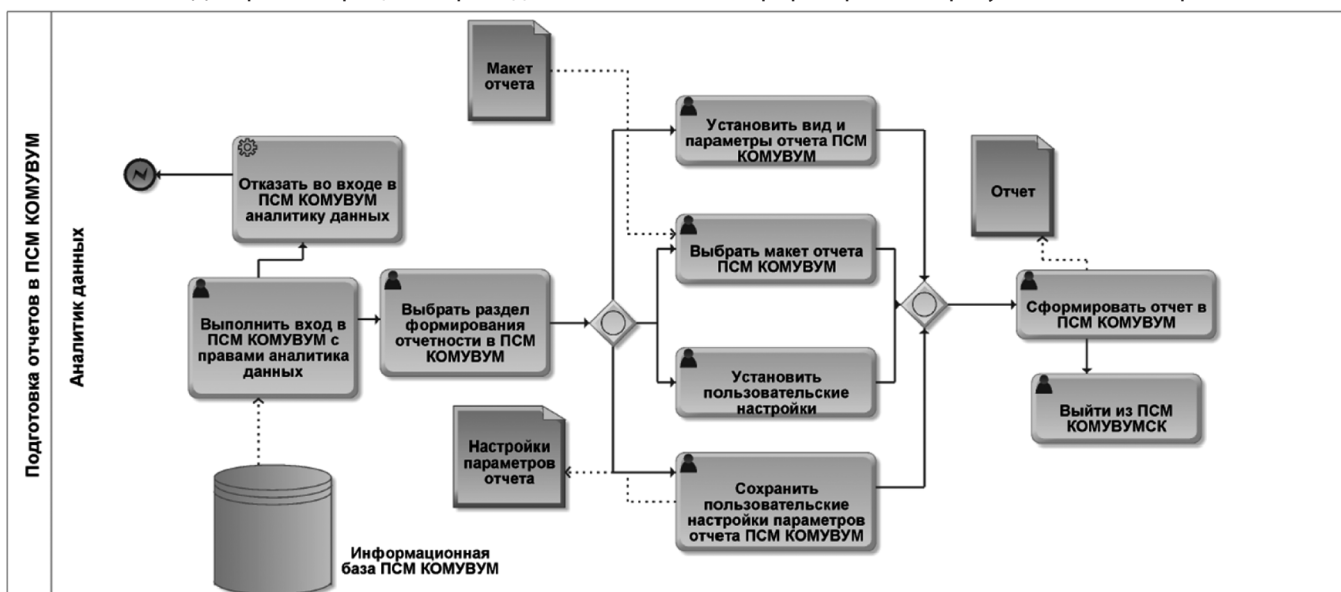 Подготовка отчетов в ПСМ КОМУВУМ
Аналитик данных
Макет
отчета
Отказать во входе в
ПСМ КОМУВУМ
аналитику данных
Выполнить вход в
ПСМ КОМУВУМ с
правами аналитика
данных
Выбрать раздел
формирования
отчетности в ПСМ
КОМУВУМ
Информационная
база ПСМ КОМУВУМ
Настройки
параметров
отчета
Установить вид и
параметры отчета ПСМ
КОМУВУМ
Выбрать макет отчета
ПСМ КОМУВУМ
Установить
пользовательские
настройки
Сохранить
пользовательские
настройки параметров
отчета ПСМ КОМУВУМ
Отчет
Сформировать отчет в
ПСМ КОМУВУМ
Выйти из ПСМ
КОМУВУМСК